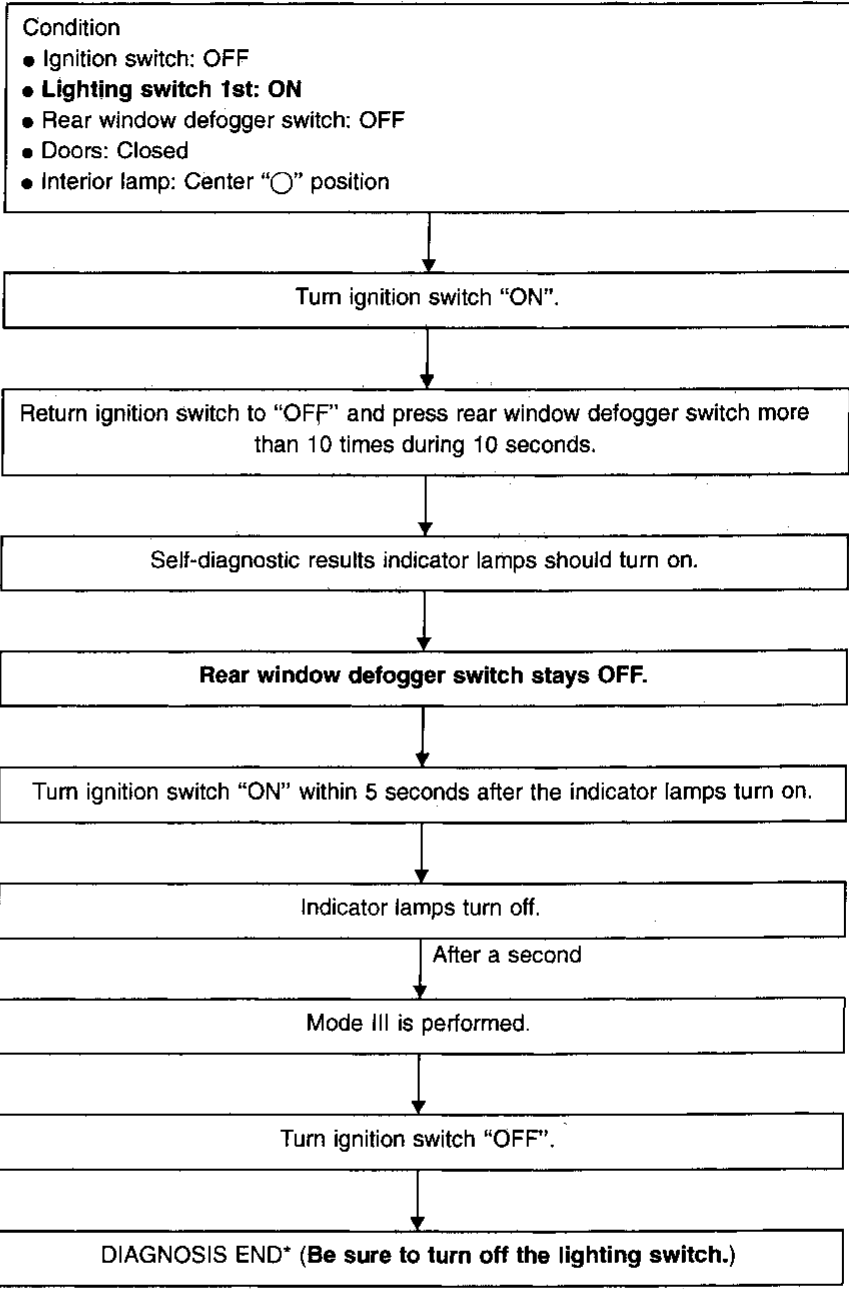 Condition
● Ignition switch: OFF
● Lighting switch 1st: ON
● Rear window defogger switch: OFF
● Doors: Closed
● Interior lamp: Center “○” position
Turn ignition switch “ON”.
Return ignition switch to “OFF” and press rear window defogger switch more
than 10 times during 10 seconds.
Self-diagnostic results indicator lamps should turn on.
Rear window defogger switch stays OFF.
Turn ignition switch “ON” within 5 seconds after the indicator lamps turn on.
Indicator lamps turn off.
After a second
Mode III is performed.
Turn ignition switch “OFF”.
DIAGNOSIS END* (Be sure to turn off the lighting switch.)